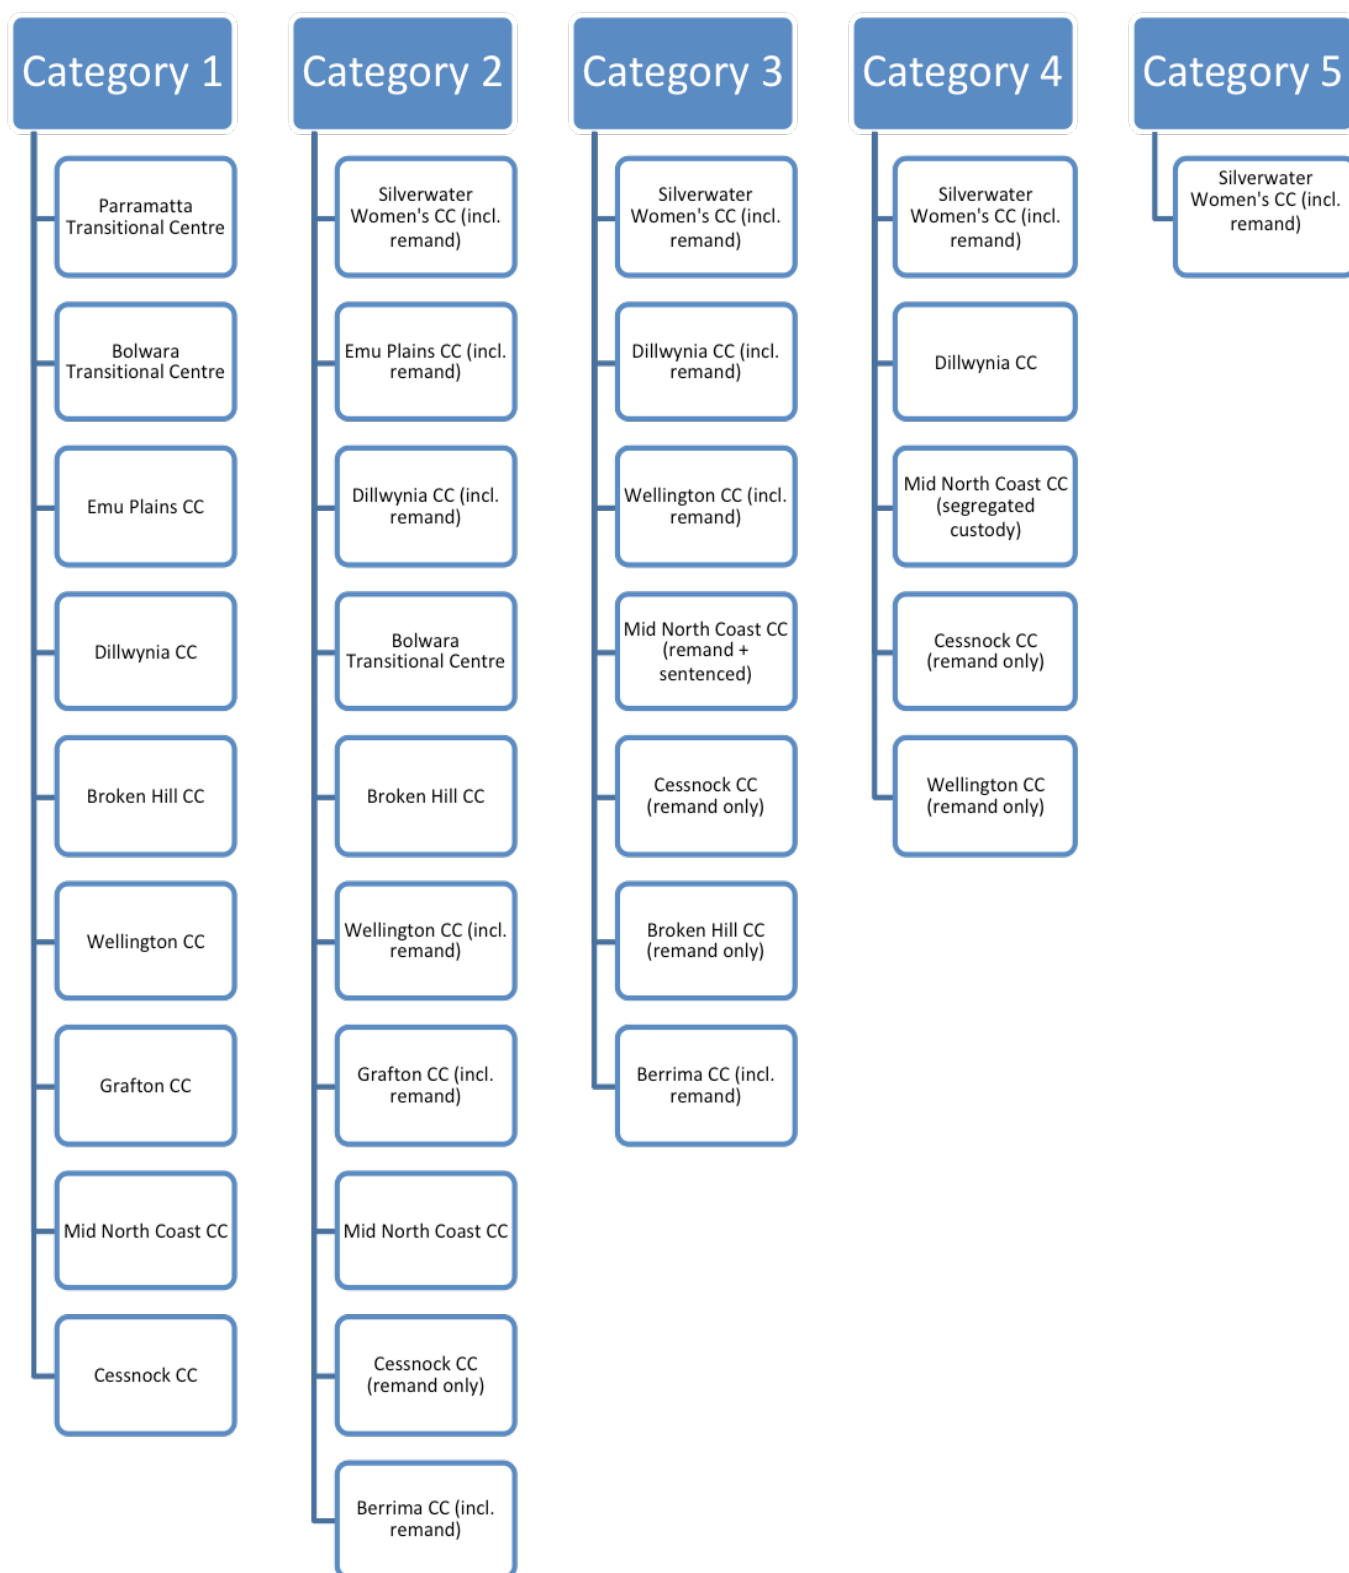 Category 1
Parramatta
Transitional Centre
Bolwara
Transitional Centre
Emu Plains CC
Dillwynia CC
Broken Hill CC
Wellington CC
Grafton CC
Mid North Coast CC
Cessnock CC
Category 2
Silverwater
Women's CC (incl.
remand)
Emu Plains CC (incl.
remand)
Dillwynia CC (incl.
remand)
Bolwara
Transitional Centre
Broken Hill CC
Wellington CC (incl.
remand)
Grafton CC (incl.
remand)
Mid North Coast CC
Cessnock CC
(remand only)
Berrima CC (incl.
remand)
Category 3
Silverwater
Women's CC (incl.
remand)
Dillwynia CC (incl.
remand)
Wellington CC (incl.
remand)
Mid North Coast CC
(remand +
sentenced)
Cessnock CC
(remand only)
Broken Hill CC
(remand only)
Berrima CC (incl.
remand)
Category 4
Silverwater
Women's CC (incl.
remand)
Dillwynia CC
Mid North Coast CC
(segregated
custody)
Cessnock CC
(remand only)
Wellington CC
(remand only)
Category 5
Silverwater
Women's CC (incl.
remand)